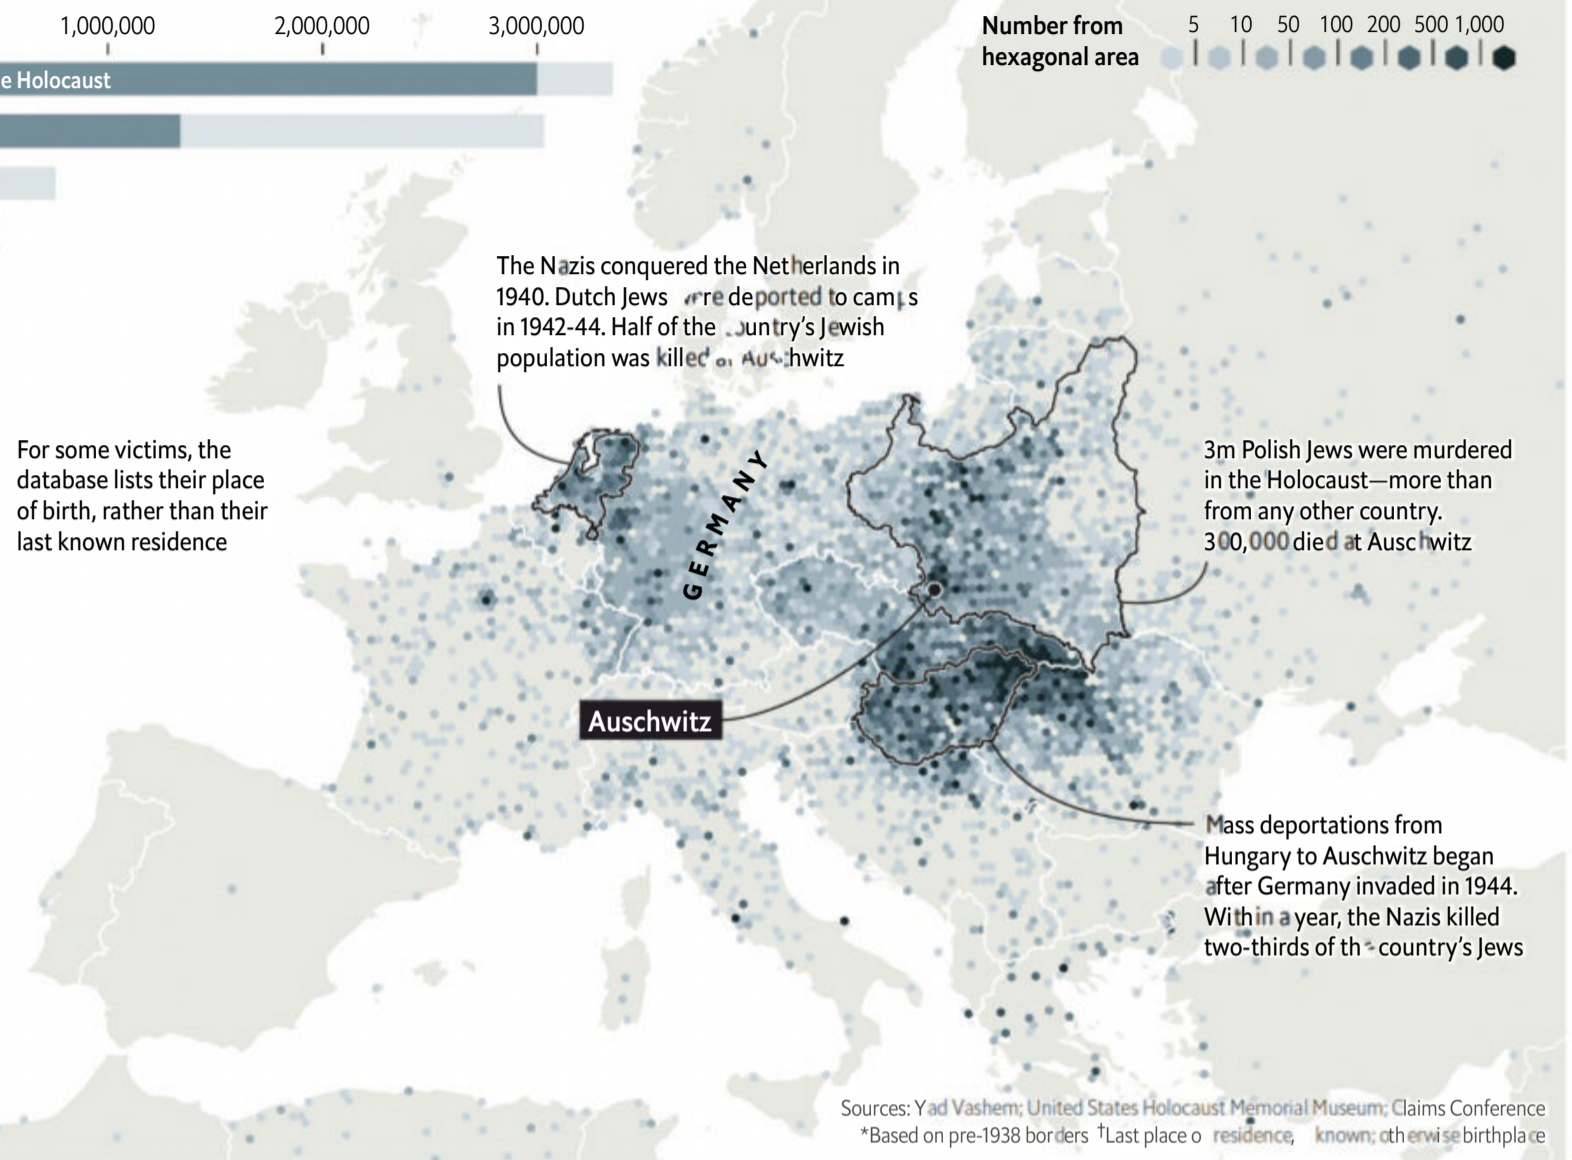 1,000,000 2,000,000 3,000,000
e Holocaust
Number from
hexagonal area
5 10 50 100 200 500 1,000
The Nazis conquered the Netherlands in
1940. Dutch Jews deported to camps
in 1942-44. Half of the country's Jewish
population was killed Auschwitz
GERMANY
For some victims, the
database lists their place
of birth, rather than their
last known residence
3m Polish Jews were murdered
in the Holocaust—more than
from any other country.
300,000 died at Auschwitz
Auschwitz
Mass deportations from
Hungary to Auschwitz began
after Germany invaded in 1944.
Within a year, the Nazis killed
two-thirds of country's Jews
Sources: Yad Vashem; United States Holocaust Memorial Museum; Claims Conference
*Based on pre-1938 borders †Last place residence, known; otherwise birthplace